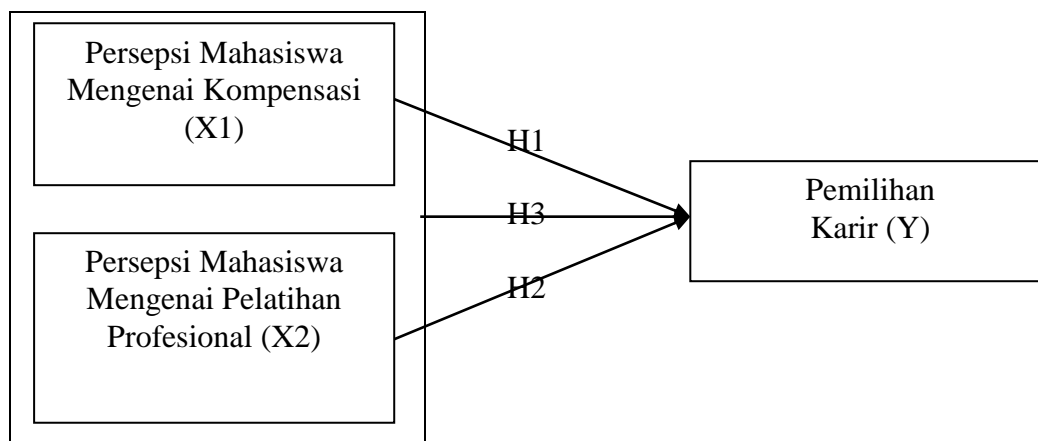 Persepsi Mahasiswa
Mengenai Kompensasi
(X1)
H1
H3
Pemilihan
Karir (Y)
Persepsi Mahasiswa
Mengenai Pelatihan
Profesional (X2)
H2